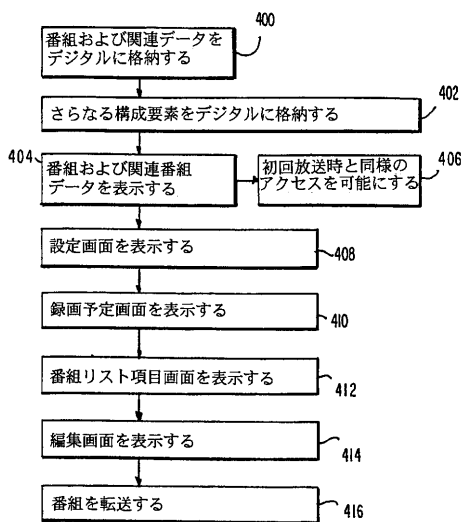 400
番組および関連データを
デジタルに格納する
402
さらなる構成要素をデジタルに格納する
404
番組および関連番組
データを表示する
初回放送時と同様の
アクセスを可能にする
406
設定画面を表示する
408
録画予定画面を表示する
410
番組リスト項目画面を表示する
412
編集画面を表示する
414
番組を転送する
416